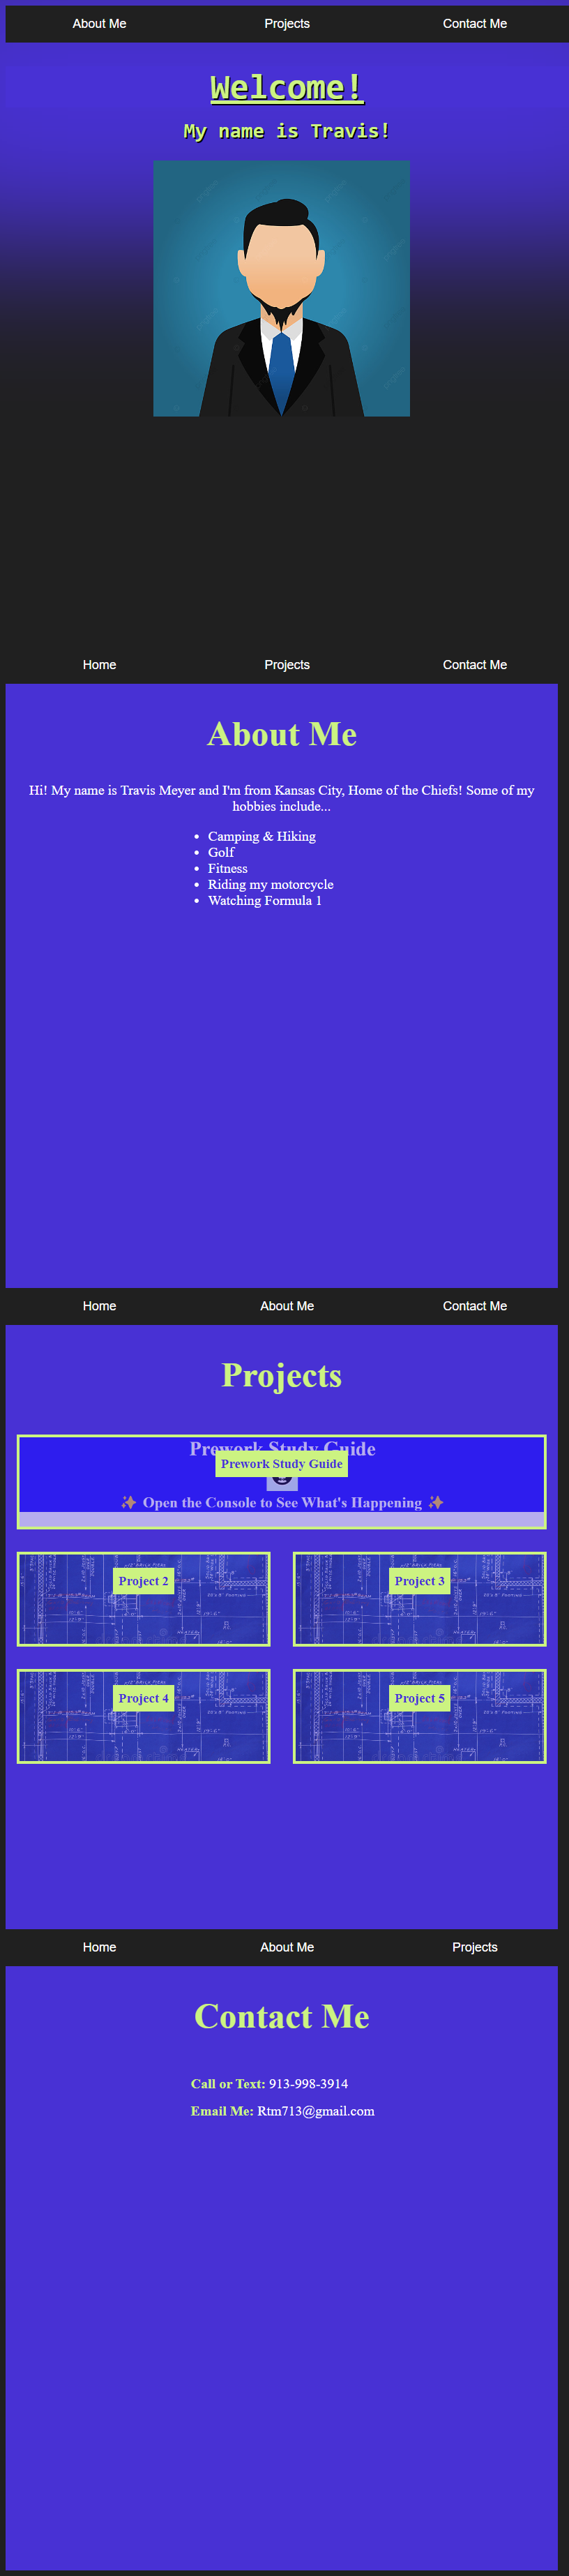 About Me Projects Contact Me
Welcome!
My name is Travis!
Home Projects Contact Me
About Me
Hi! My name is Travis Meyer and I'm from Kansas City, Home of the Chiefs! Some of my
hobbies include...
• Camping & Hiking
• Golf
• Fitness
• Riding my motorcycle
• Watching Formula 1
Home About Me Contact Me
Projects
Prework Study Guide
Prework Study Guide
✨ Open the Console to See What's Happening ✨
Project 2 Project 3
Project 4 Project 5
Home About Me Projects
Contact Me
Call or Text: 913-998-3914
Email Me: Rtm713@gmail.com